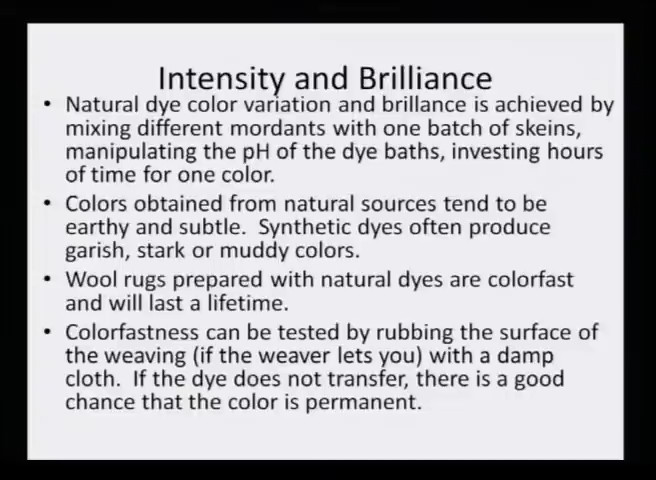 Intensity and Brilliance
• Natural dye color variation and brillance is achieved by
mixing different mordants with one batch of skeins,
manipulating the pH of the dye baths, investing hours
of time for one color.
• Colors obtained from natural sources tend to be
earthy and subtle.  Synthetic dyes often produce
garish, stark or muddy colors.
• Wool rugs prepared with natural dyes are colorfast
and will last a lifetime.
• Colorfastness can be tested by rubbing the surface of
the weaving (if the weaver lets you) with a damp
cloth.  If the dye does not transfer, there is a good
chance that the color is permanent.